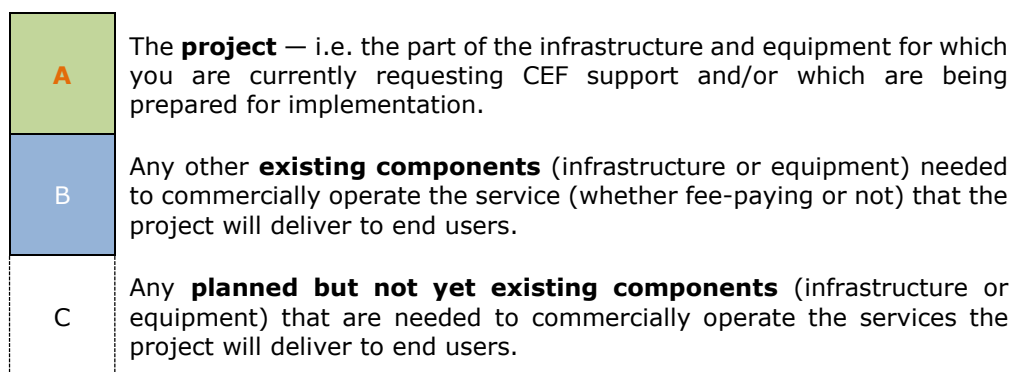 A
The project — i.e. the part of the infrastructure and equipment for which
you are currently requesting CEF support and/or which are being
prepared for implementation.
B
Any other existing components (infrastructure or equipment) needed
to commercially operate the service (whether fee-paying or not) that the
project will deliver to end users.
C
Any planned but not yet existing components (infrastructure or
equipment) that are needed to commercially operate the services the
project will deliver to end users.